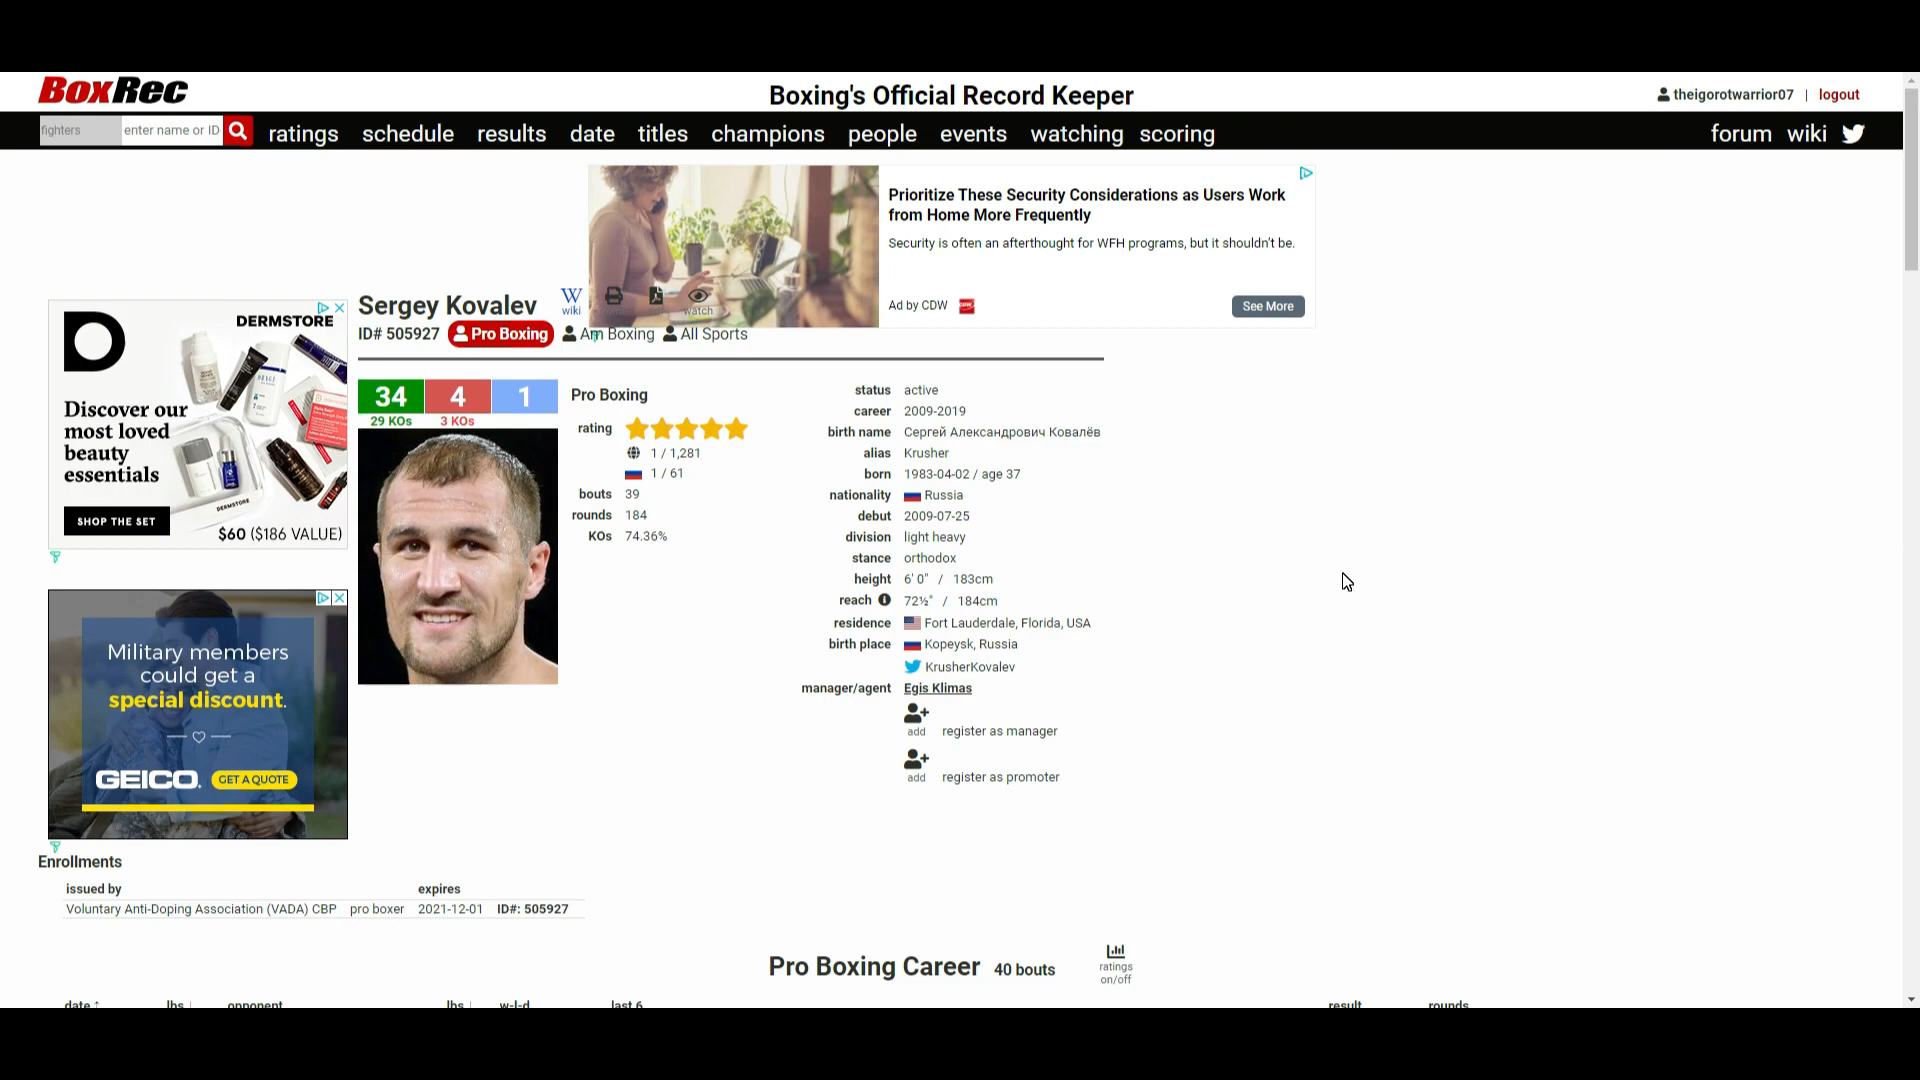 BoxRec
Boxing's Official Record Keeper
theigorotwarrior07 | logout
fighters enter name or ID ratings schedule results date titles champions people events watching scoring forum wiki
Prioritize These Security Considerations as Users Work
from Home More Frequently
Security is often an afterthought for WFH programs, but it shouldn't be.
Ad by CDW
See More
DERMSTORE
Discover our
most loved
beauty
essentials
SHOP THE SET
DERMSTORE
$60 ($186 VALUE)
Military members
could get a
special discount.
GEICO. GET A QUOTE
Sergey Kovalev
W
wiki
watch
ID# 505927 Pro Boxing Am Boxing All Sports
34 4 1
29 KOs 3 KOs
Pro Boxing
rating
1 / 1,281
1 / 61
bouts 39
rounds 184
KOs 74.36%
status active
career 2009-2019
birth name Сергей Александрович Ковалёв
alias Krusher
born 1983-04-02 / age 37
nationality Russia
debut 2009-07-25
division light heavy
stance orthodox
height 6′ 0″ / 183cm
reach 72½″ / 184cm
residence Fort Lauderdale, Florida, USA
birth place Kopeysk, Russia
KrusherKovalev
manager/agent Egis Klimas
add register as manager
add register as promoter
Enrollments
issued by expires
Voluntary Anti-Doping Association (VADA) CBP pro boxer 2021-12-01 ID#: 505927
Pro Boxing Career 40 bouts
ratings
on/off
date lbs opponent lbs w-l-d last 6 result rounds